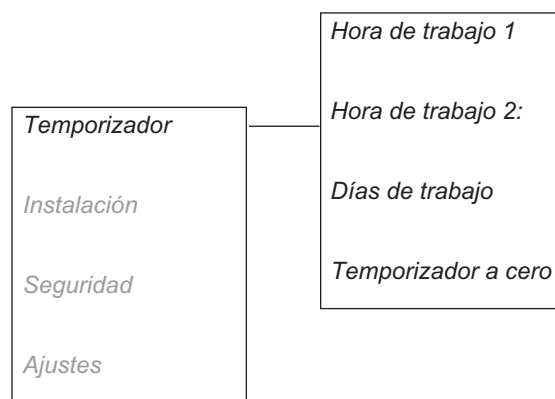 Temporizador
Instalación
Seguridad
Ajustes
Hora de trabajo 1
Hora de trabajo 2:
Días de trabajo
Temporizador a cero